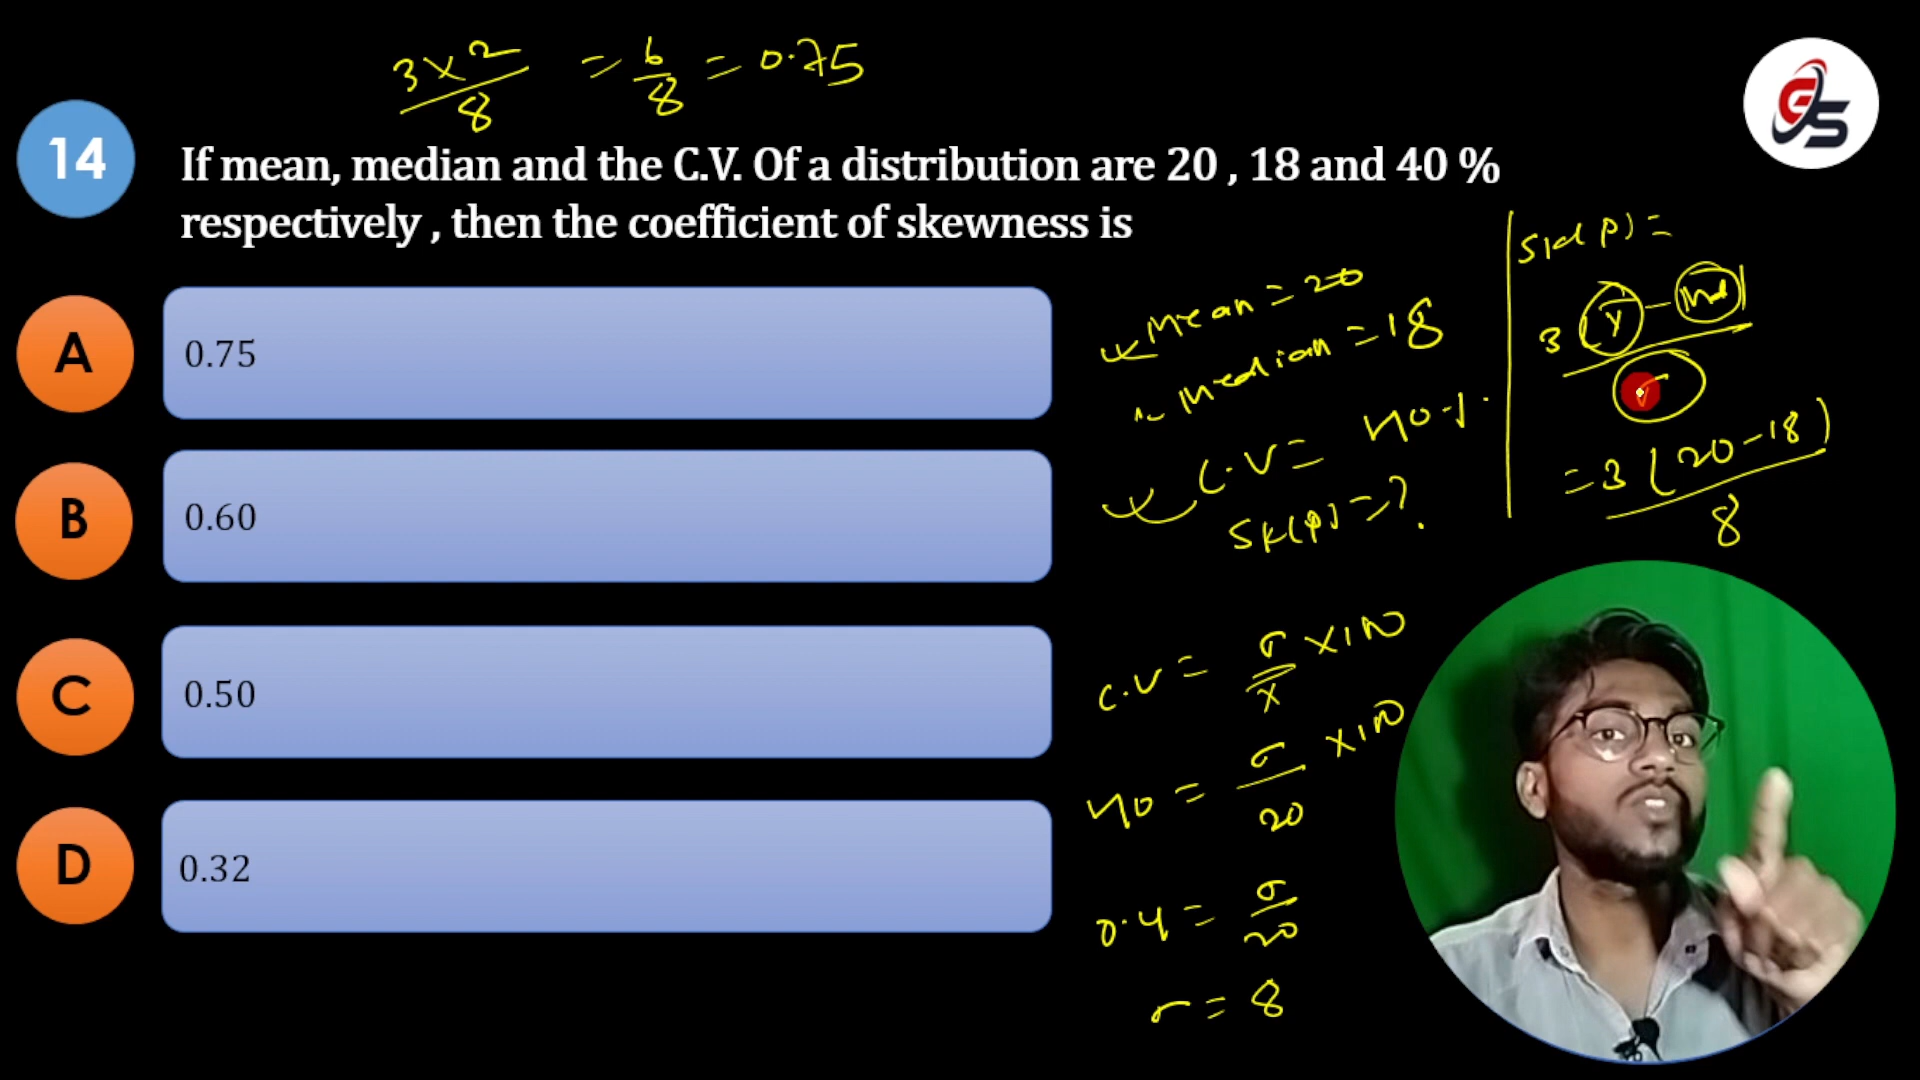 3 x 2 / 8 = 6/8 = 0.75
GS
14
If mean, median and the C.V. Of a distribution are 20 , 18 and 40 %
respectively , then the coefficient of skewness is
A
0.75
B
0.60
C
0.50
D
0.32
Mean = 20
Median = 18
C.V = 40 %.
Sk(p) = ?
C.V = σ/x̄ x 100
40 = σ/20 x 100
0.4 = σ/20
σ = 8
Sk(p) =
3 (x̄ - Md) / σ
= 3 (20 - 18) / 8